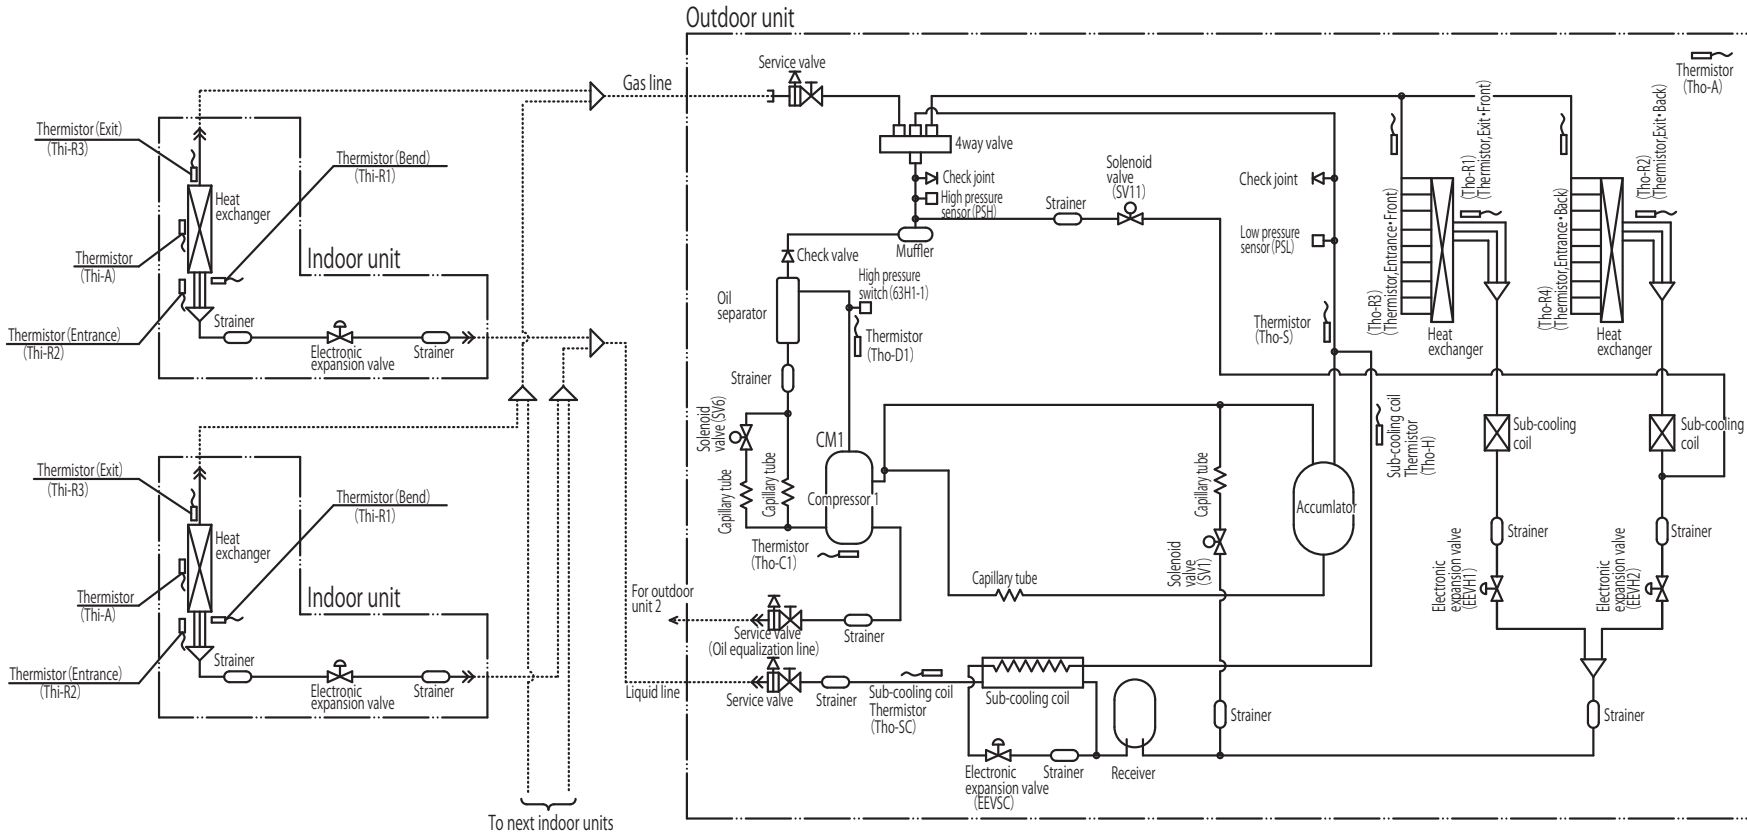 Outdoor unit
Service valve
Gas line
Thermistor
(Tho-A)
Thermistor (Exit)
(Thi-R3)
Thermistor (Bend)
(Thi-R1)
Heat
exchanger
Thermistor
(Thi-A)
Indoor unit
Thermistor (Entrance)
(Thi-R2)
Strainer
Electronic
expansion valve
Strainer
4way valve
Check joint
High pressure
sensor (PSH)
Muffler
Strainer
Solenoid
valve
(SV11)
Check joint
Low pressure
sensor (PSL)
Thermistor
(Tho-S)
Check valve
High pressure
switch (63H1-1)
Oil
separator
Thermistor
(Tho-D1)
Strainer
Solenoid
valve (SV6)
Capillary tube
Capillary tube
CM1
Compressor 1
Thermistor
(Tho-C1)
Capillary tube
Capillary tube
Solenoid
valve
(SV1)
Accumlator
Sub-cooling coil
Thermistor
(Tho-H)
(Tho-R3)
(Thermistor,Entrance•Front)
(Tho-R1)
(Thermistor,Exit•Front)
Heat
exchanger
(Tho-R4)
(Thermistor,Entrance•Back)
(Tho-R2)
(Thermistor,Exit•Back)
Heat
exchanger
Sub-cooling
coil
Sub-cooling
coil
Strainer
Strainer
Electronic
expansion valve
(EEVH1)
Electronic
expansion valve
(EEVH2)
Strainer
Strainer
Thermistor (Exit)
(Thi-R3)
Thermistor (Bend)
(Thi-R1)
Heat
exchanger
Thermistor
(Thi-A)
Indoor unit
Thermistor (Entrance)
(Thi-R2)
Strainer
Electronic
expansion valve
Strainer
For outdoor
unit 2
Service valve
(Oil equalization line)
Strainer
Liquid line
Service valve
Strainer
Sub-cooling coil
Thermistor
(Tho-SC)
Sub-cooling coil
Electronic
expansion valve
(EEVSC)
Strainer
Receiver
To next indoor units